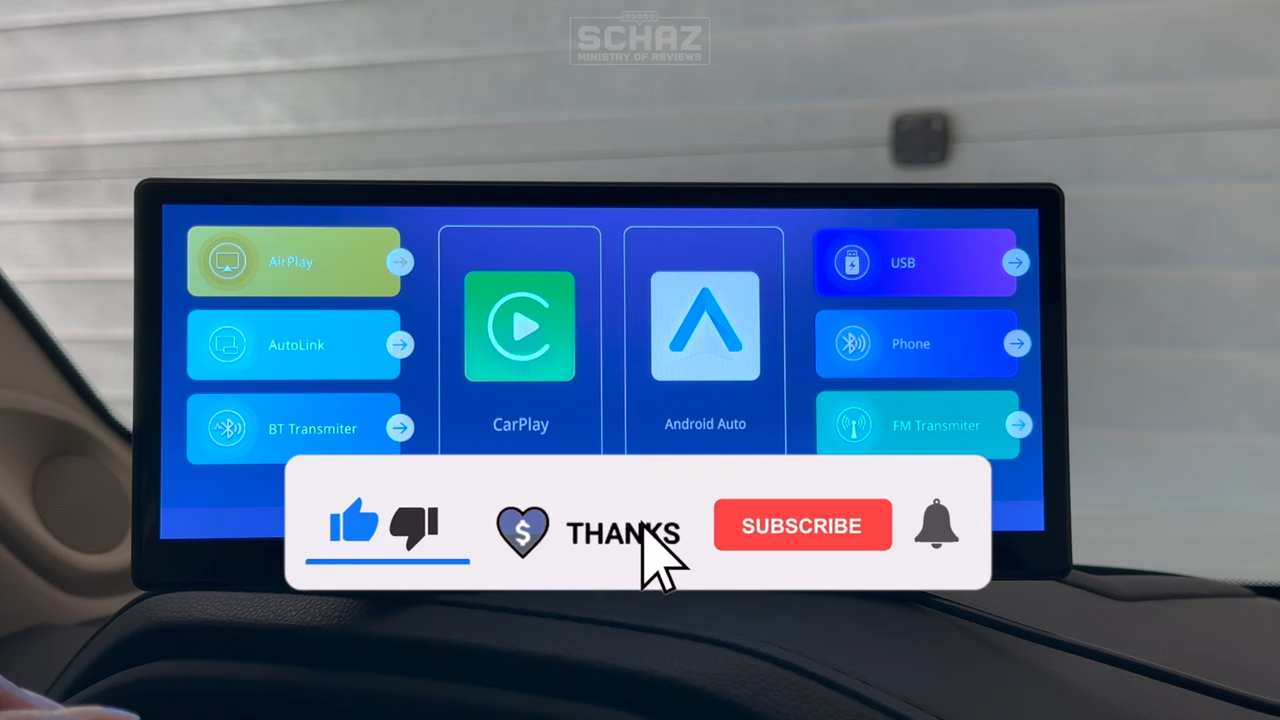 SCHAZ
MINISTRY OF REVIEWS
AirPlay
AutoLink
BT Transmiter
CarPlay
Android Auto
USB
Phone
FM Transmiter
$
THANKS
SUBSCRIBE